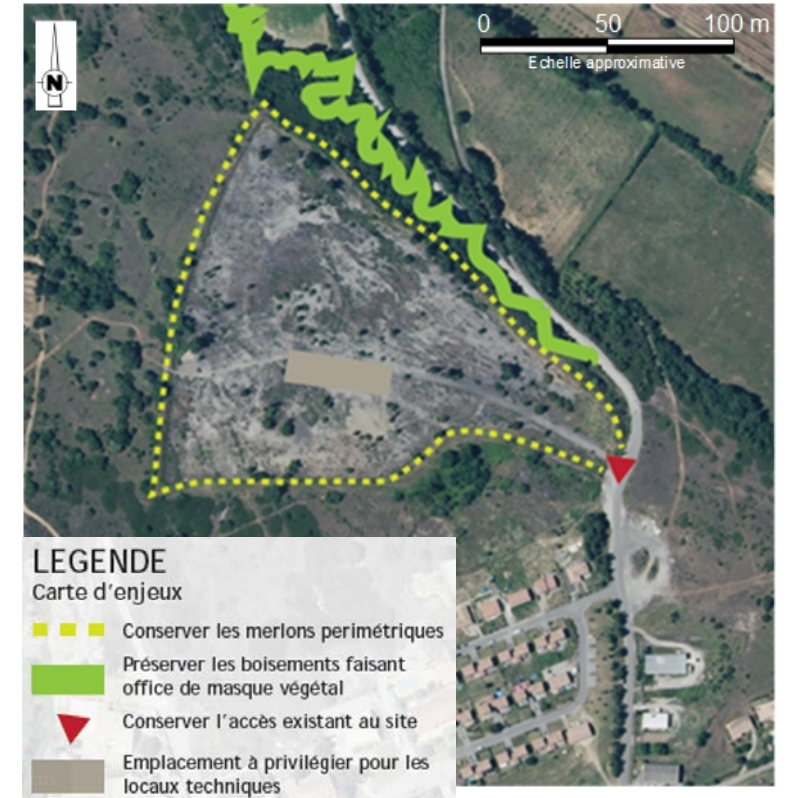 0 50 100 m
Echelle approximative
N
LEGENDE
Carte d'enjeux
Conserver les merlons perimétriques
Préserver les boisements faisant
office de masque végétal
Conserver l'accès existant au site
Emplacement à privilégier pour les
locaux techniques